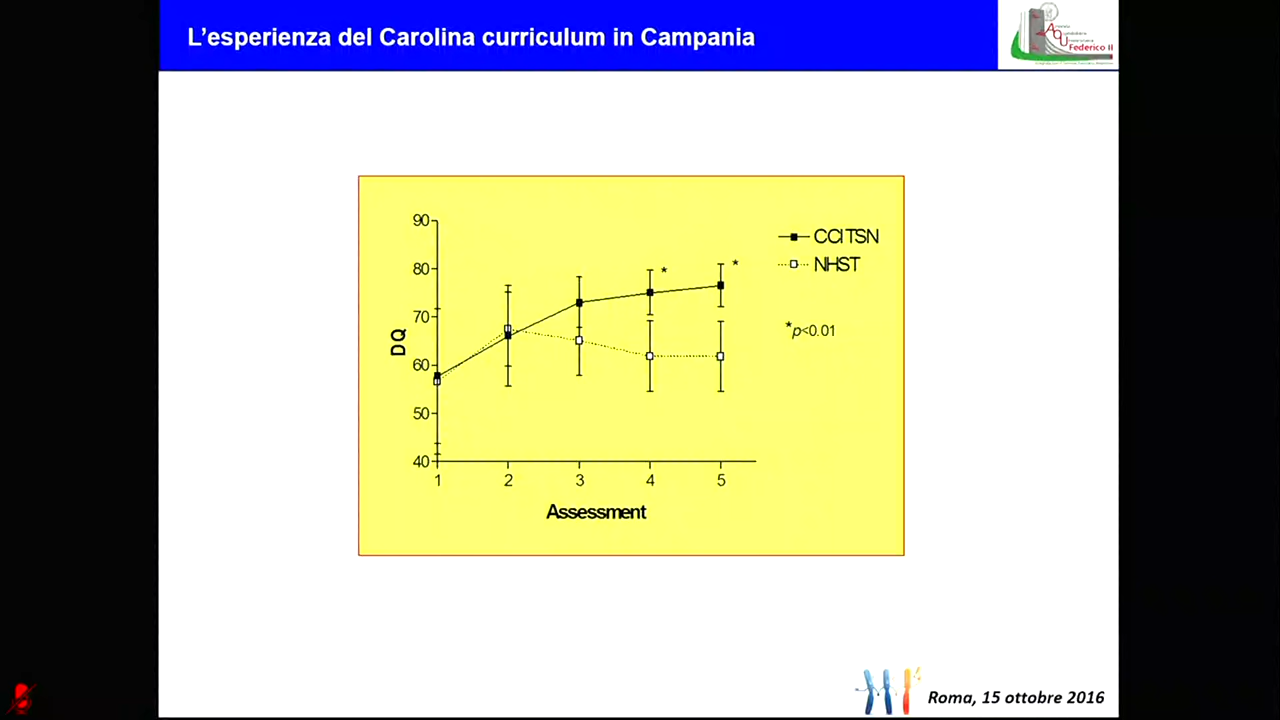 L'esperienza del Carolina curriculum in Campania
Federico II
90
80
70
60
50
40
DQ
1 2 3 4 5
Assessment
* *
CCITSN
NHST
*p<0.01
Roma, 15 ottobre 2016